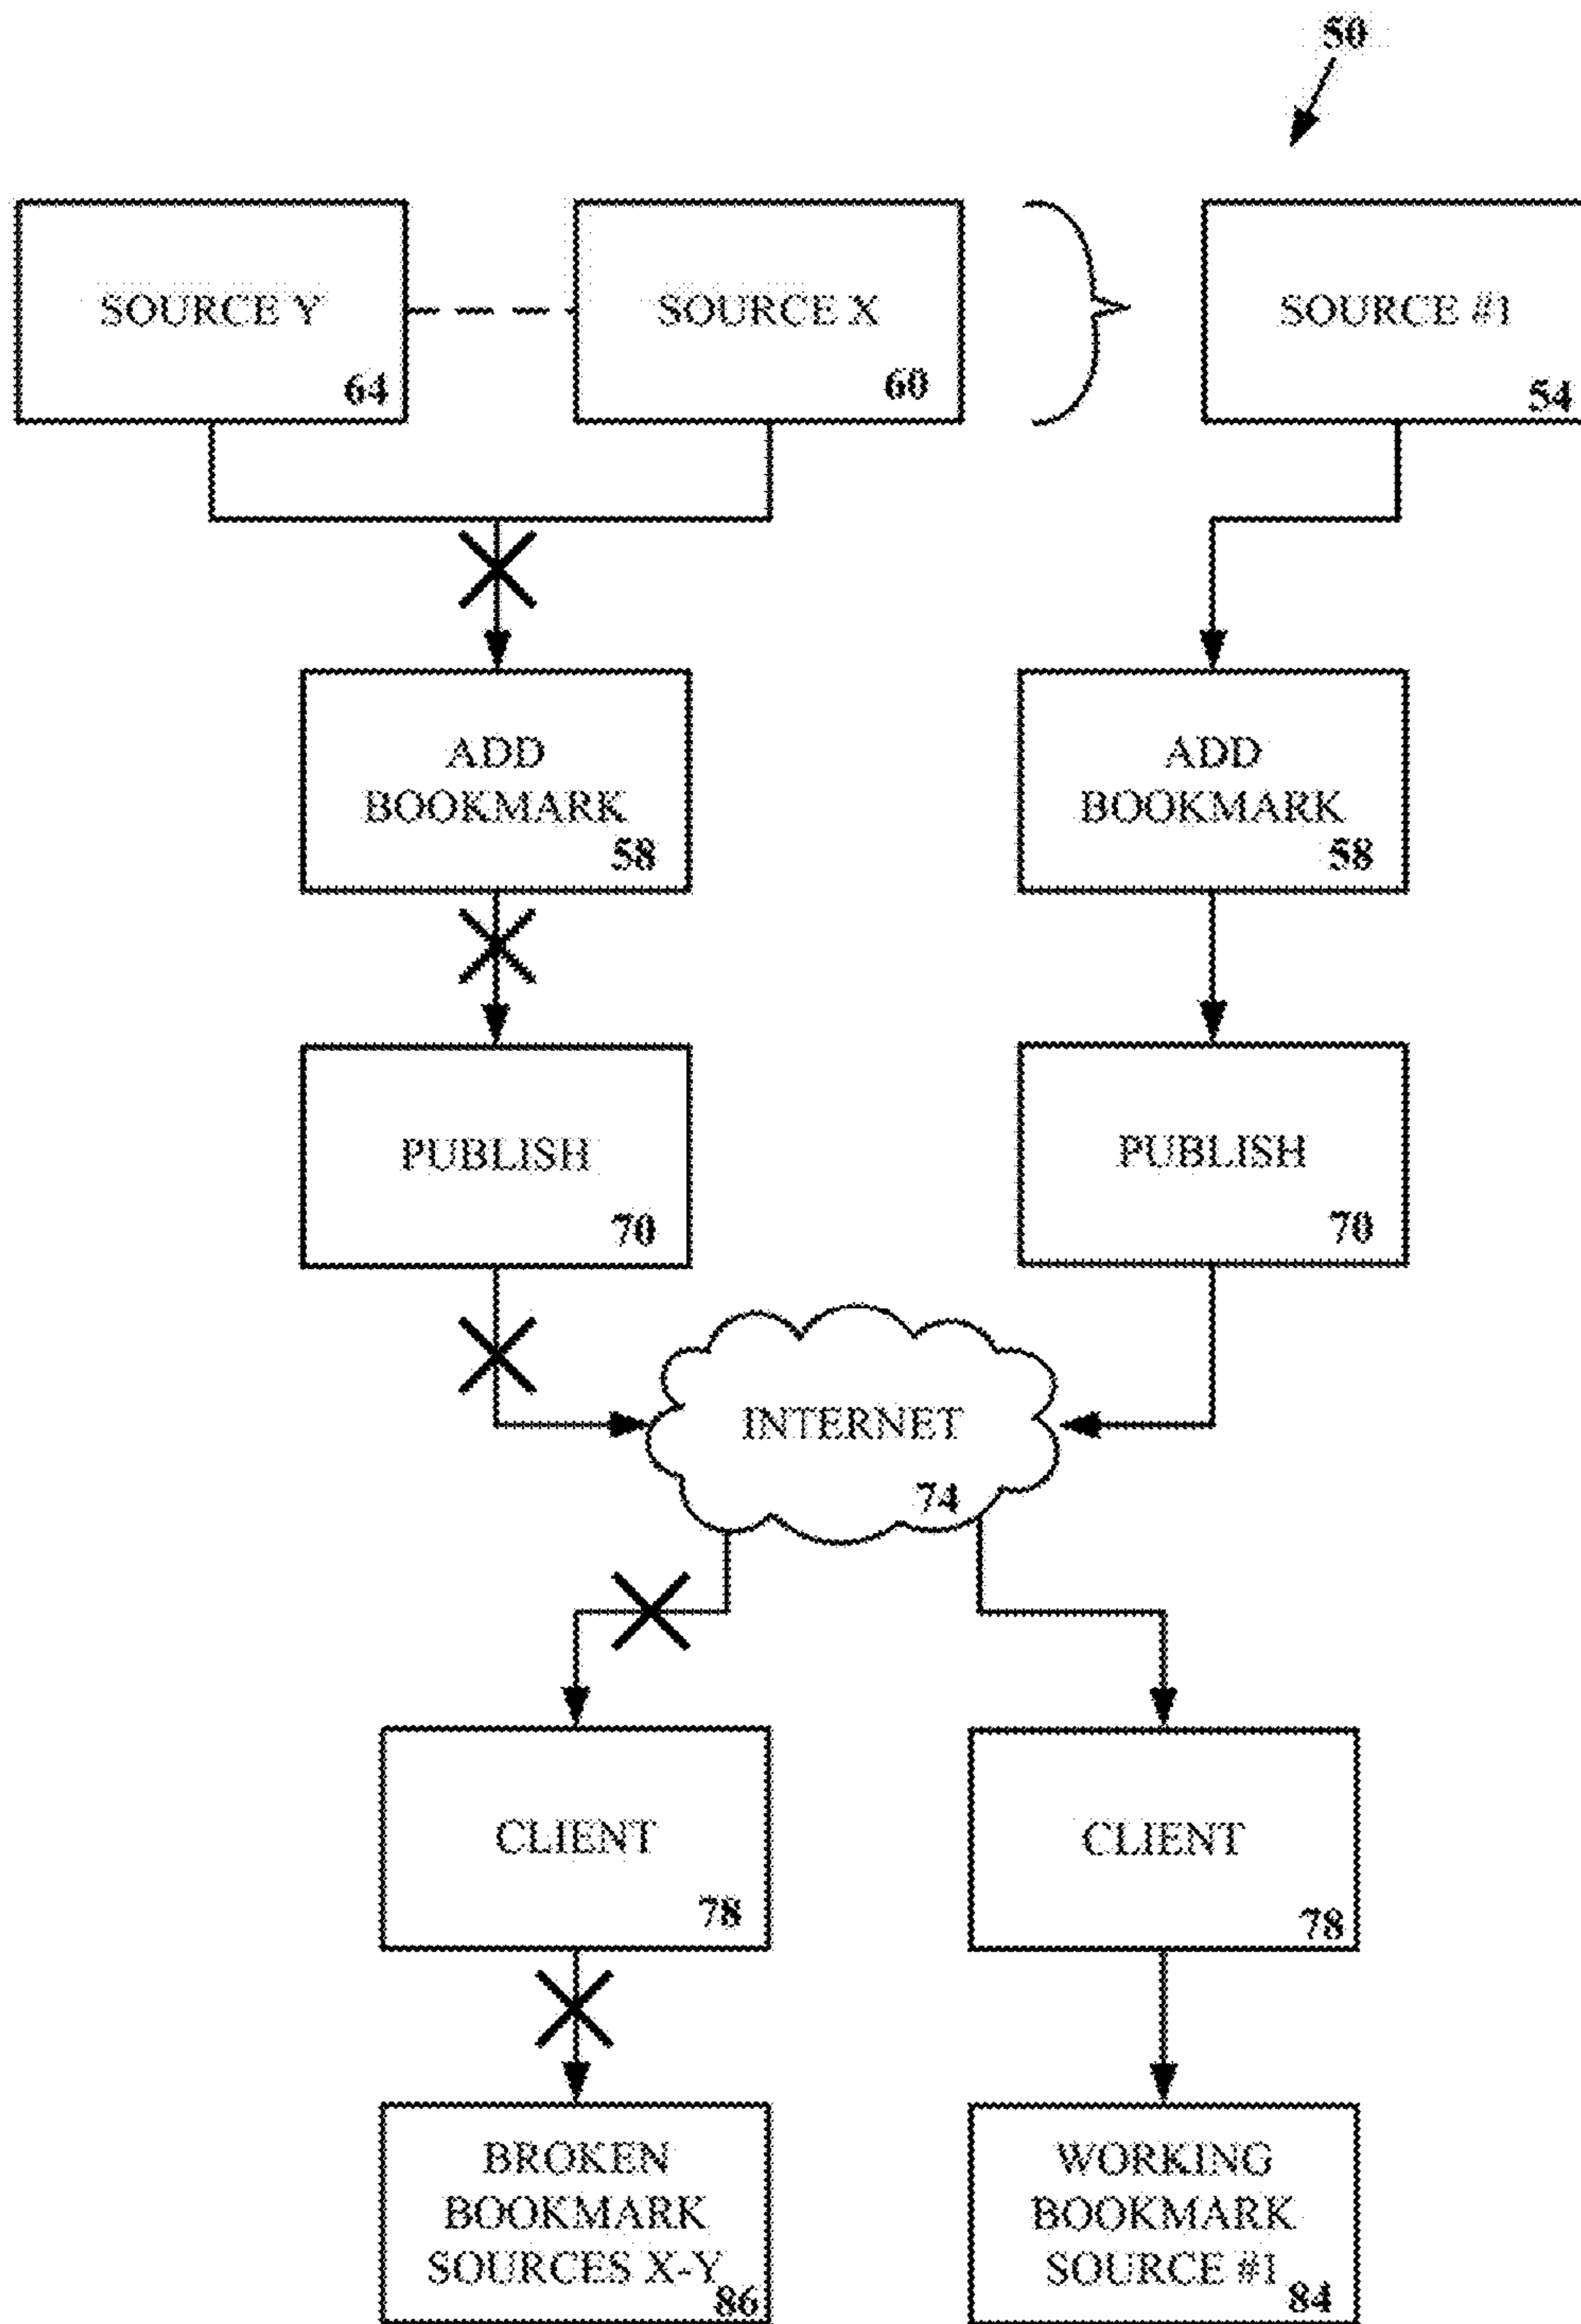 50
SOURCE Y
64
SOURCE X
60
SOURCE #1
54
ADD
BOOKMARK
58
ADD
BOOKMARK
58
PUBLISH
70
PUBLISH
70
INTERNET
74
CLIENT
78
CLIENT
78
BROKEN
BOOKMARK
SOURCES X-Y
86
WORKING
BOOKMARK
SOURCE #1
84